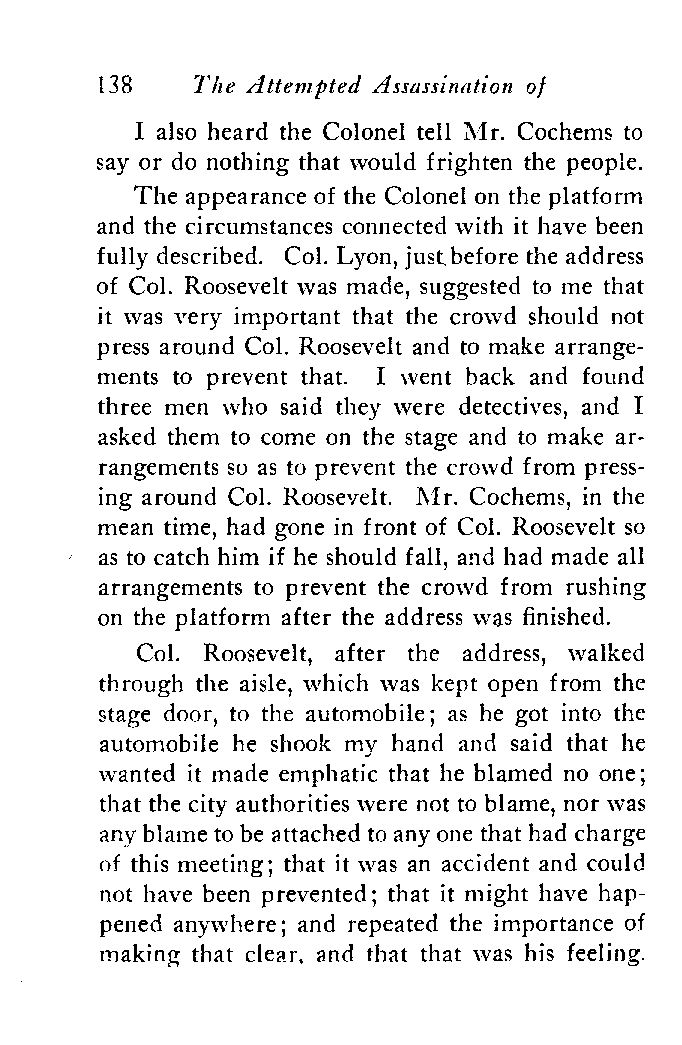 138 The Attempted Assassination of
I also heard the Colonel tell Mr. Cochems to
say or do nothing that would frighten the people.
The appearance of the Colonel on the platform
and the circumstances connected with it have been
fully described. Col. Lyon, just before the address
of Col. Roosevelt was made, suggested to me that
it was very important that the crowd should not
press around Col. Roosevelt and to make arrange-
ments to prevent that. I went back and found
three men who said they were detectives, and I
asked them to come on the stage and to make ar-
rangements so as to prevent the crowd from press-
ing around Col. Roosevelt. Mr. Cochems, in the
mean time, had gone in front of Col. Roosevelt so
as to catch him if he should fall, and had made all
arrangements to prevent the crowd from rushing
on the platform after the address was finished.
Col. Roosevelt, after the address, walked
through the aisle, which was kept open from the
stage door, to the automobile; as he got into the
automobile he shook my hand and said that he
wanted it made emphatic that he blamed no one;
that the city authorities were not to blame, nor was
any blame to be attached to any one that had charge
of this meeting; that it was an accident and could
not have been prevented; that it might have hap-
pened anywhere; and repeated the importance of
making that clear, and that that was his feeling.